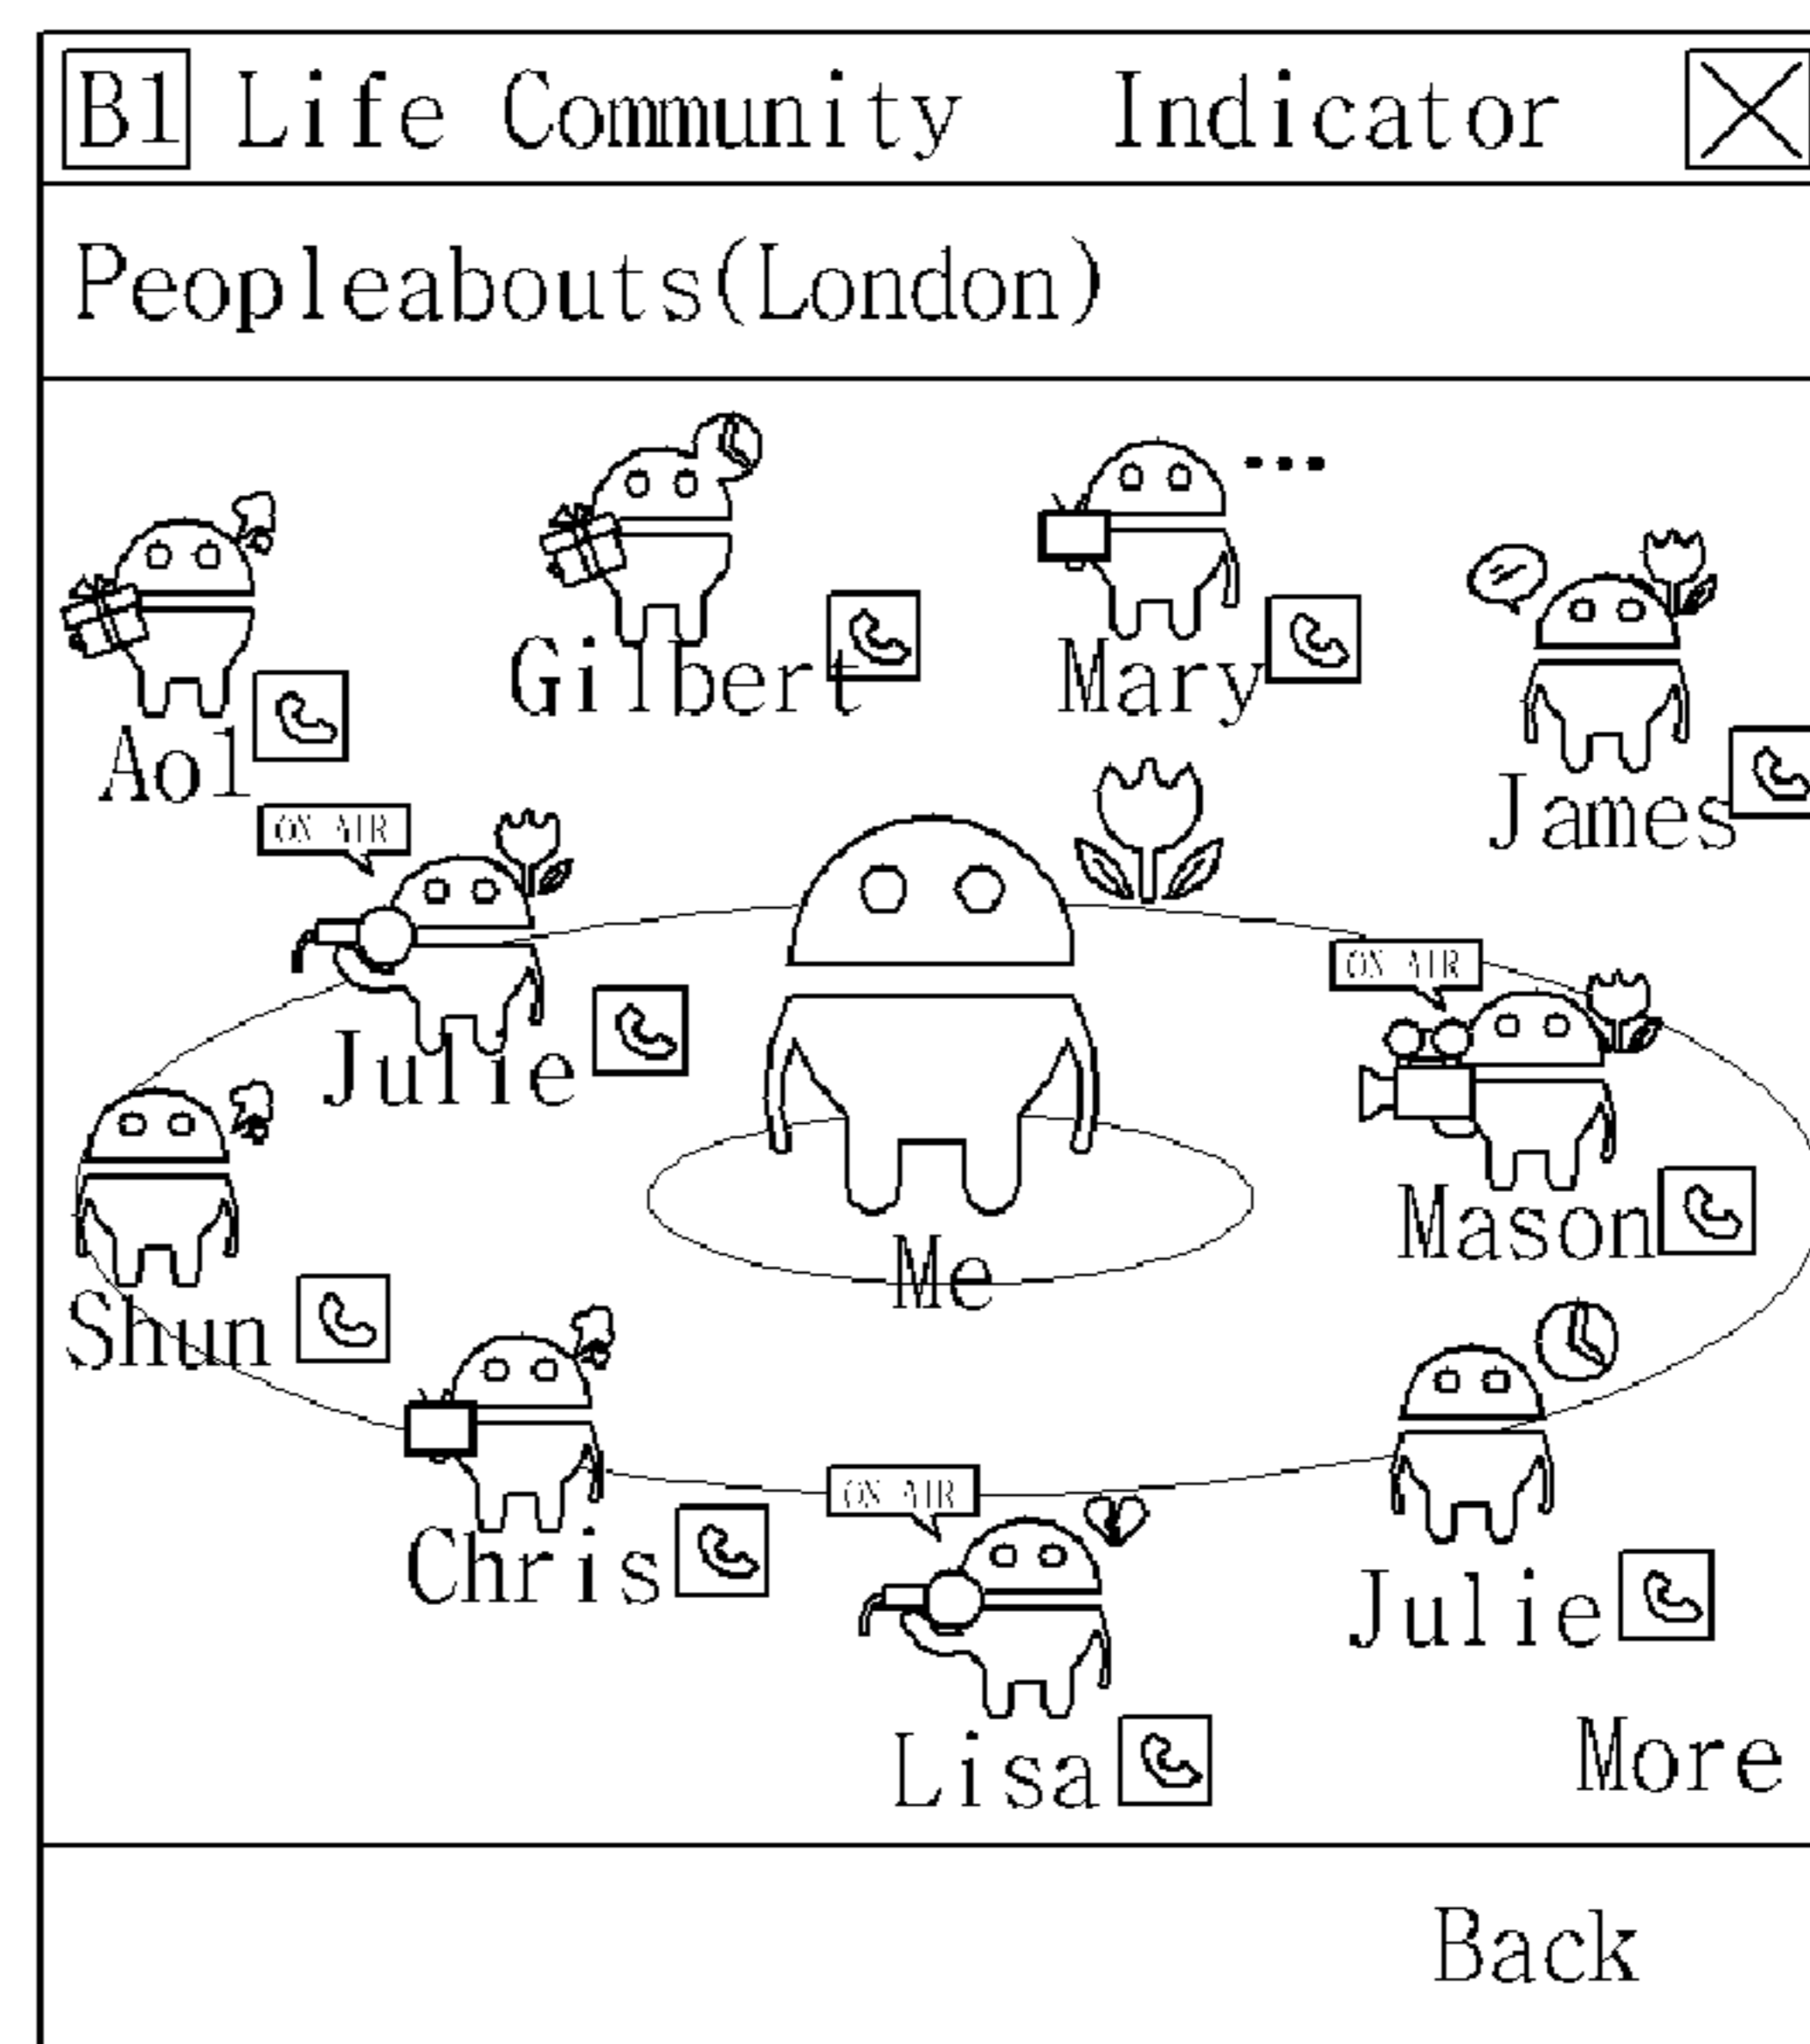 B1 Life Community Indicator
Peopleabouts(London)
Gilbert
Mary
Aol
James
ON AIR
ON AIR
Julie
Mason
Me
Shun
ON AIR
Chris
Julie
Lisa
More
Back